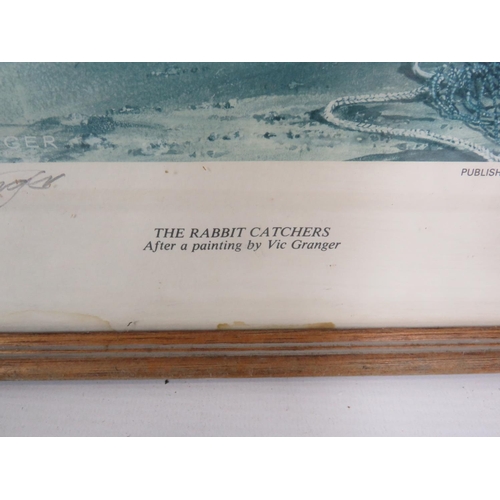 GER
PUBLISH
THE RABBIT CATCHERS
After a painting by Vic Granger